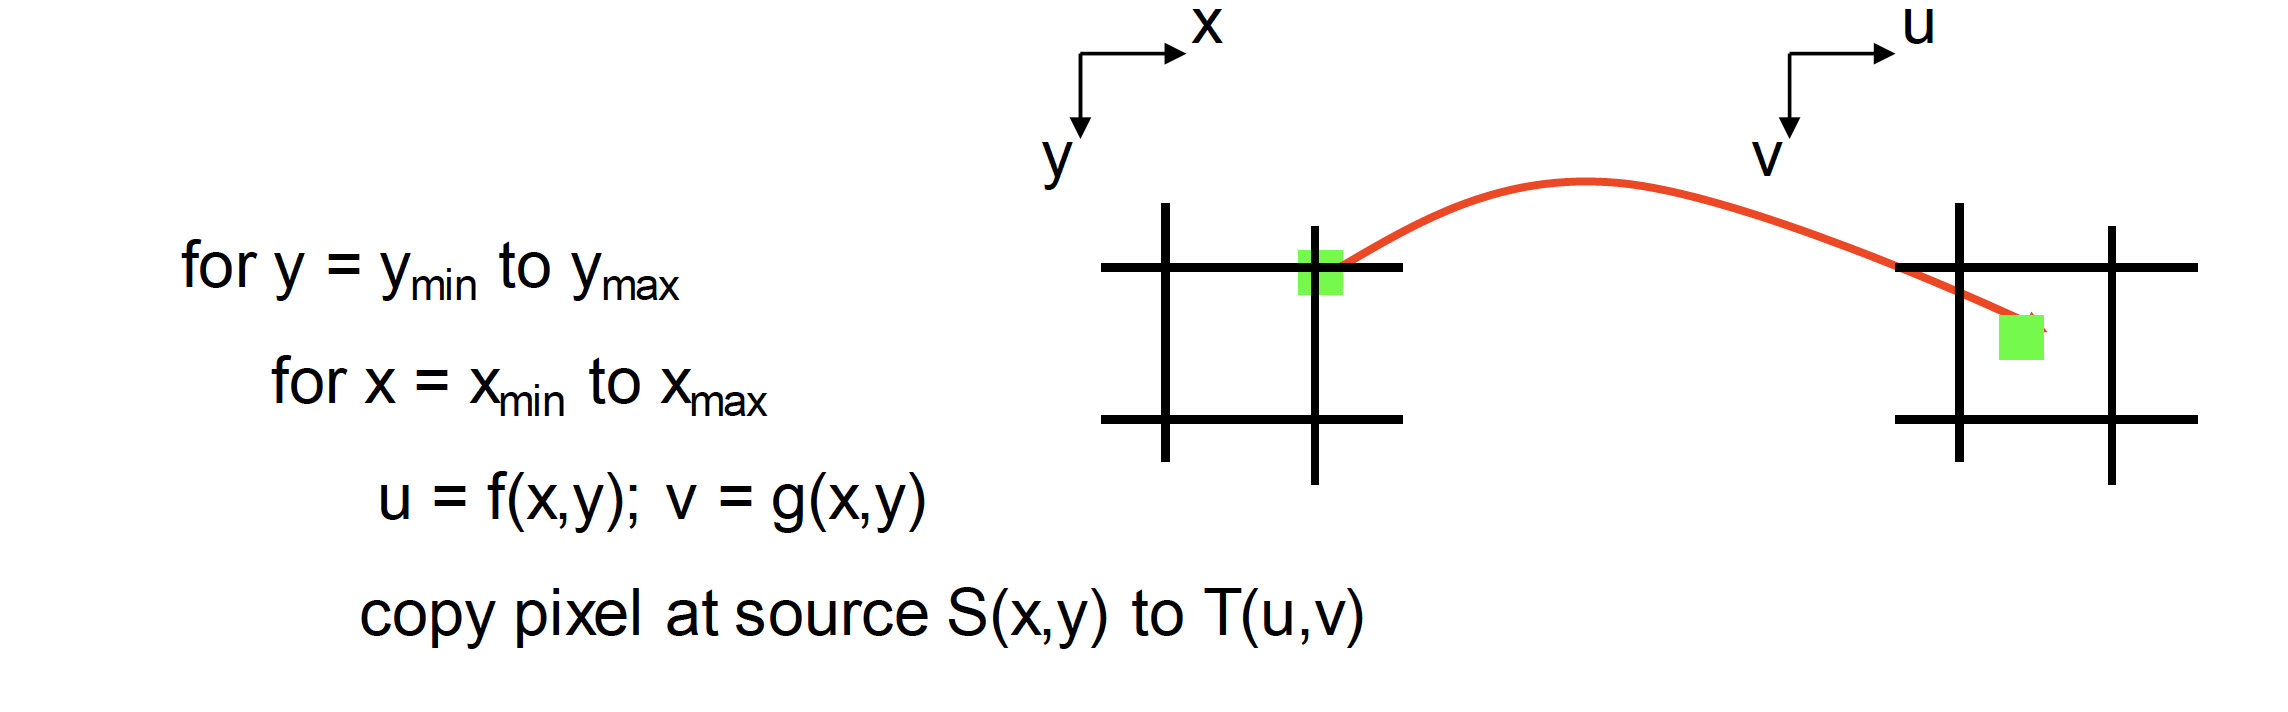 x
u
y
v
for y = ymin to ymax
for x = xmin to xmax
u = f(x,y); v = g(x,y)
copy pixel at source S(x,y) to T(u,v)